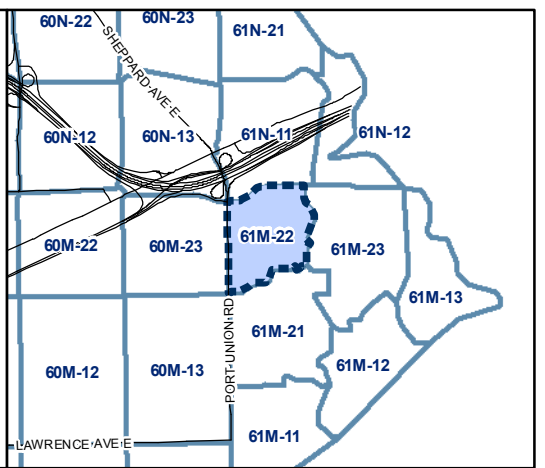 60N-22
60N-23
61N-21
SHEPPARD AVE E
60N-12
60N-13
61N-11
61N-12
60M-22
60M-23
61M-22
61M-23
61M-13
PORT UNION RD
61M-21
60M-12
60M-13
61M-12
61M-11
LAWRENCE AVE E